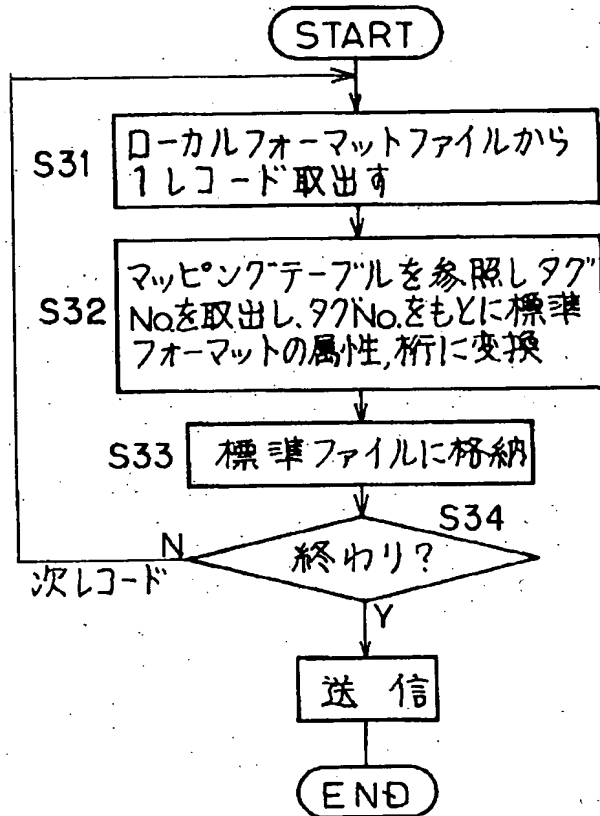 START
S31
ローカルフォーマットファイルから
1レコード取出す
S32
マッピングテーブルを参照しタグ
No.を取出し、タグNo.をもとに標準
フォーマットの属性,桁に変換
S33
標準ファイルに格納
S34
終わり?
N
次レコード
Y
送信
END